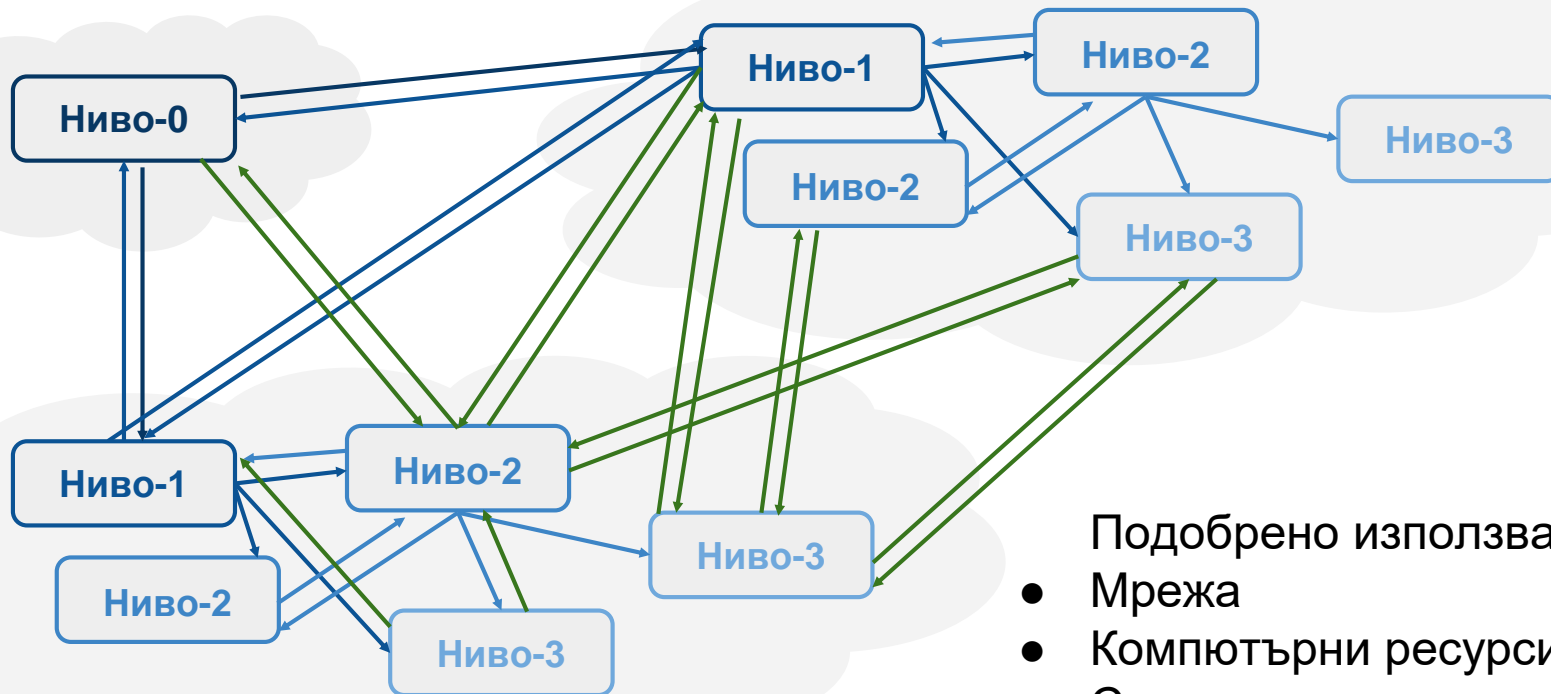 Ниво-1
Ниво-2
Ниво-0
Ниво-3
Ниво-2
Ниво-3
Ниво-1
Ниво-2
Ниво-3
Ниво-2
Ниво-3
Подобрено използва
● Мрежа
● Компютърни ресурси